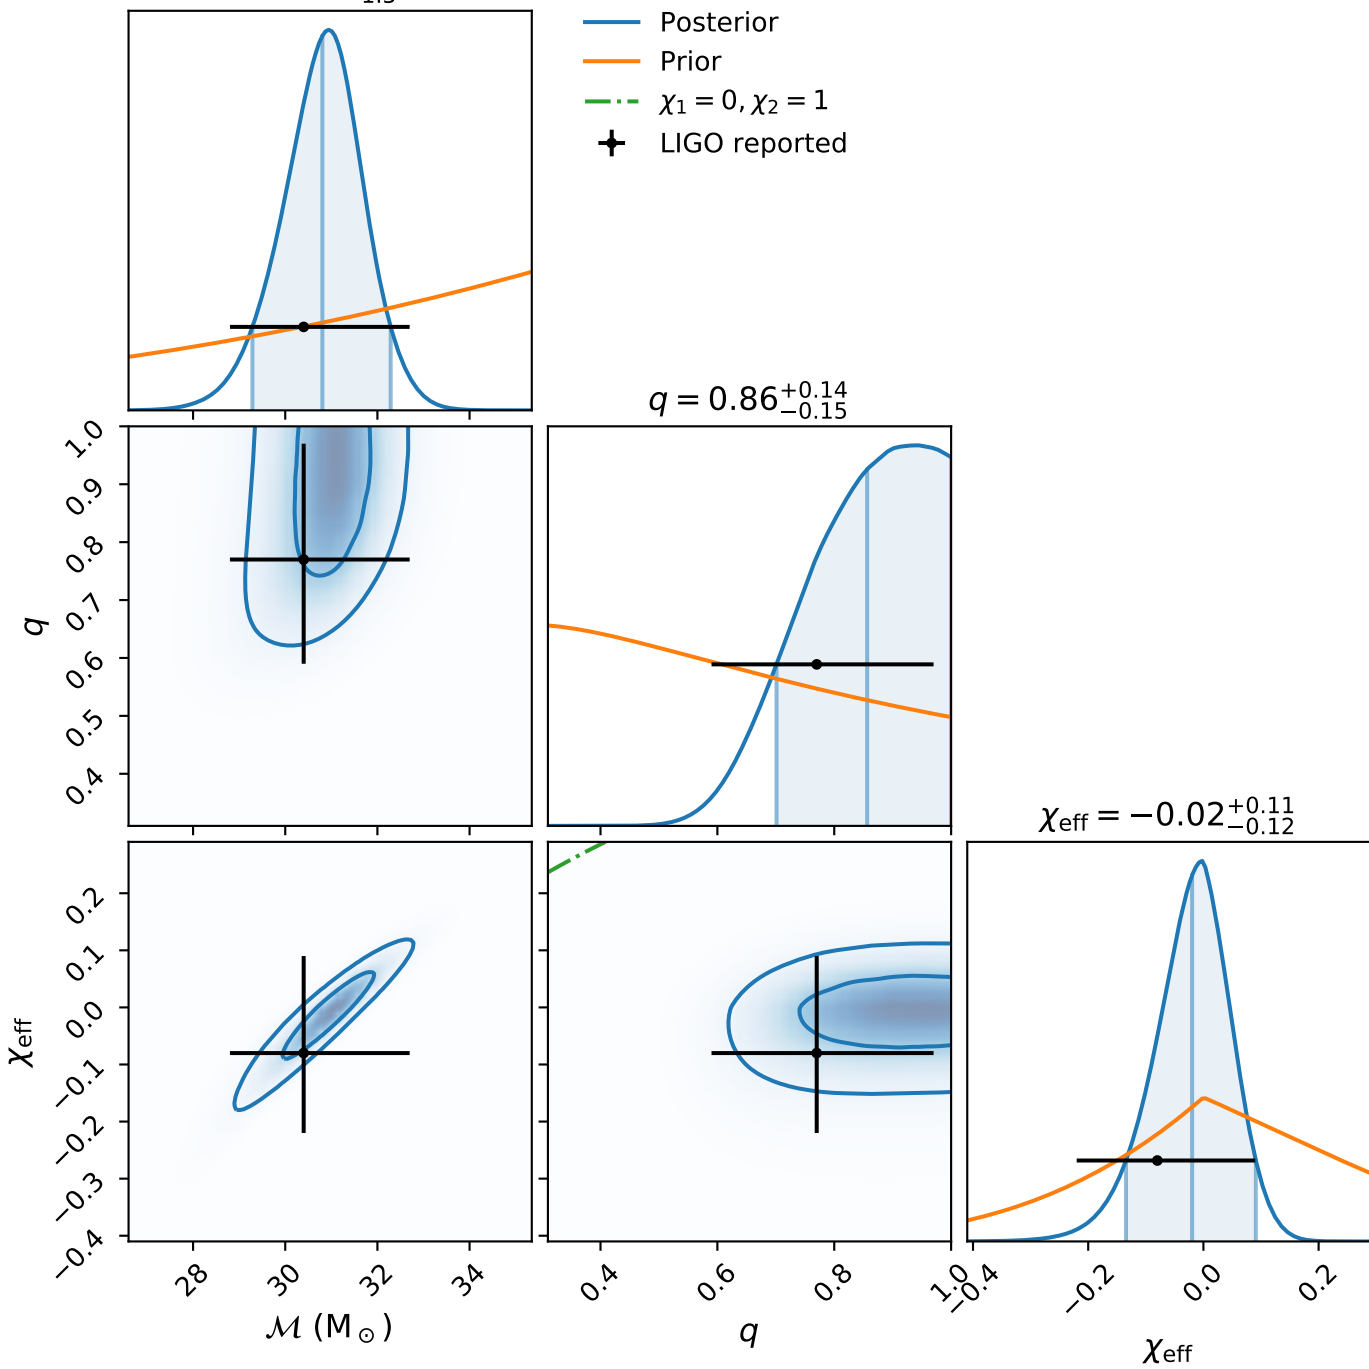 Posterior
Prior
χ₁ = 0, χ₂ = 1
LIGO reported
q = 0.86 +0.14 −0.15
1.0
0.9
0.8
0.7
0.6
0.5
0.4
q
χeff = −0.02 +0.11 −0.12
0.2
0.1
0.0
−0.1
−0.2
−0.3
−0.4
χeff
28 30 32 34
0.4 0.6 0.8 1.0
−0.4 −0.2 0.0 0.2
ℳ (M⊙)
q
χeff